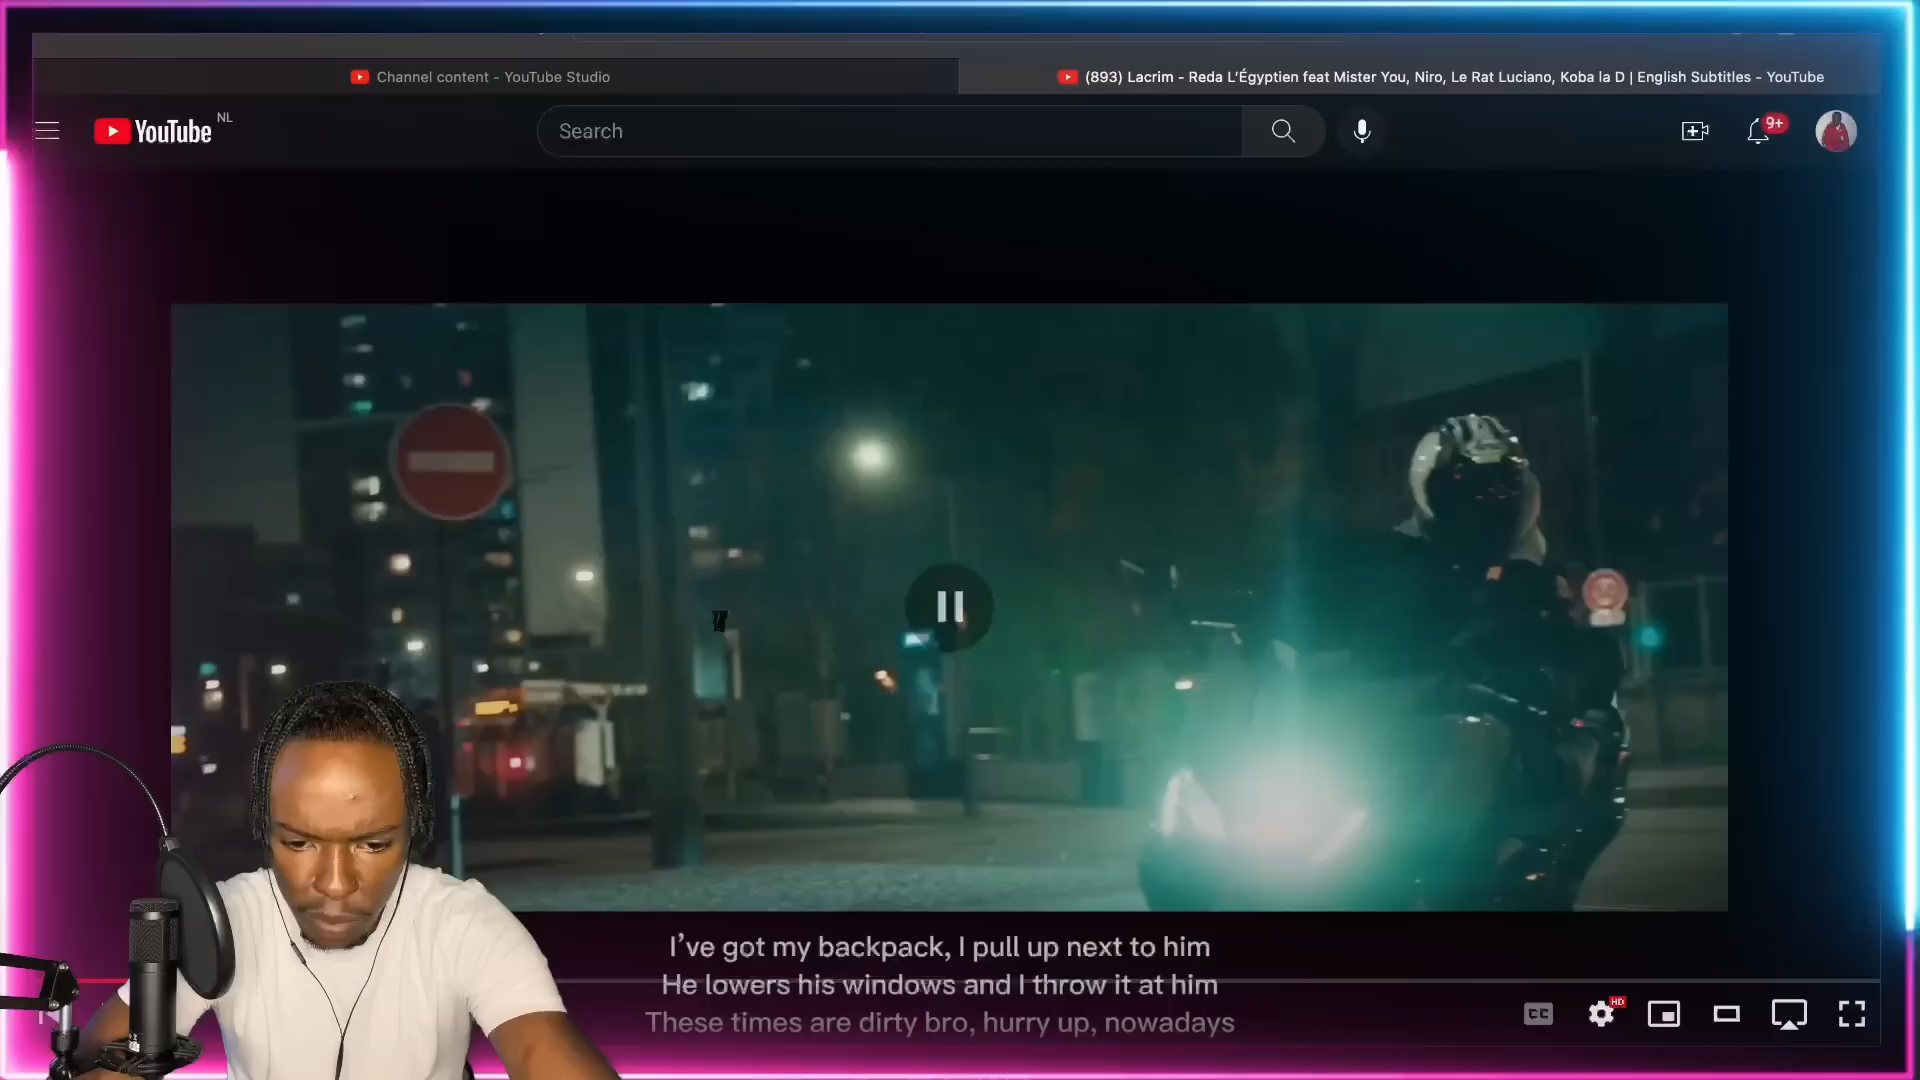 Channel content - YouTube Studio
(893) Lacrim - Reda L’Égyptien feat Mister You, Niro, Le Rat Luciano, Koba la D | English Subtitles - YouTube
YouTube NL
Search
9+
I’ve got my backpack, I pull up next to him
He lowers his windows and I throw it at him
These times are dirty bro, hurry up, nowadays
CC
HD